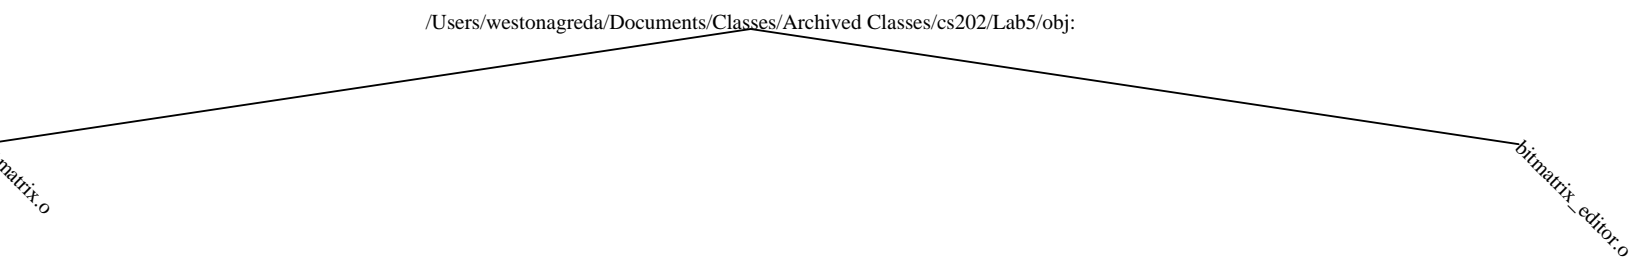 /Users/westonagreda/Documents/Classes/Archived Classes/cs202/Lab5/obj:
matrix.o
bitmatrix_editor.o